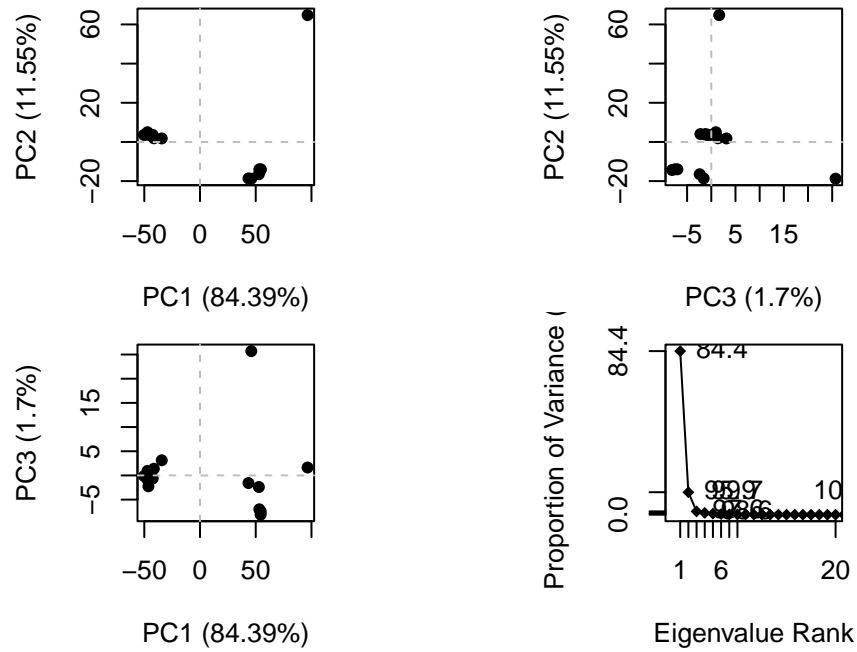 PC2 (11.55%)
60
20
−20
−50 0 50
PC1 (84.39%)
PC2 (11.55%)
60
20
−20
−5 5 15
PC3 (1.7%)
PC3 (1.7%)
15
5
−5
−50 0 50
PC1 (84.39%)
Proportion of Variance (
84.4
0.0
84.4
10
1 6 20
Eigenvalue Rank